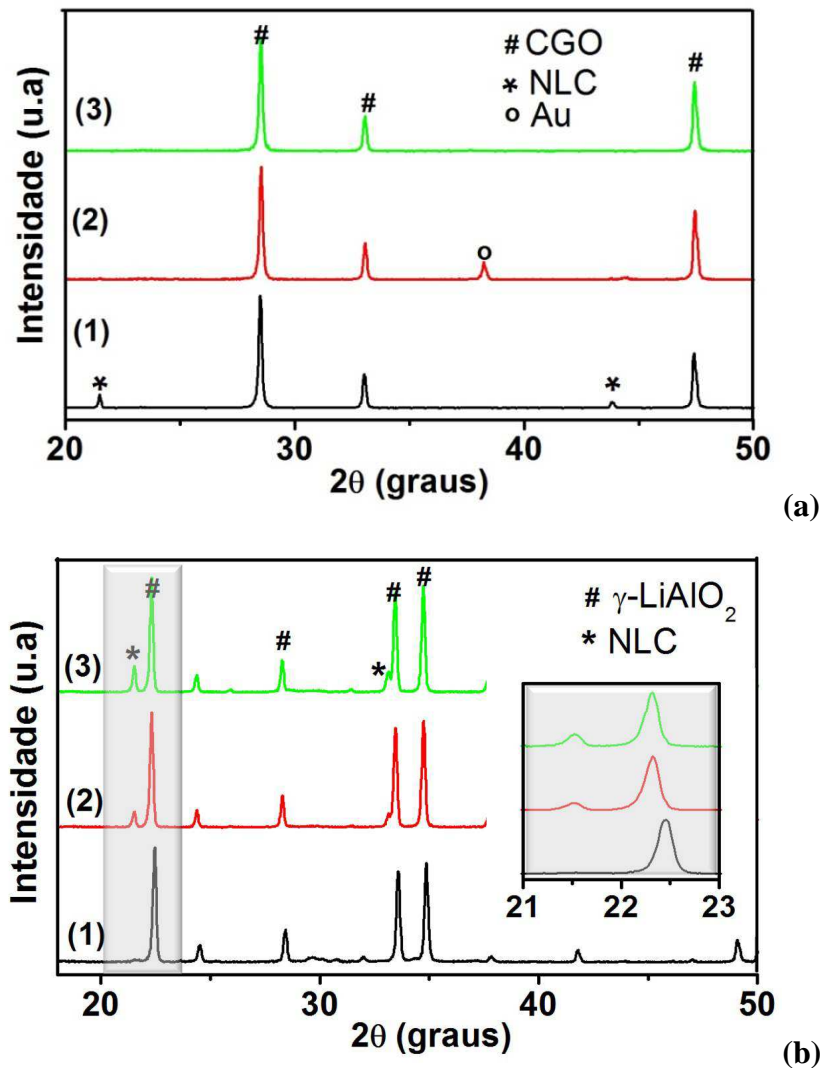 Intensidade (u.a)
(3)
(2)
(1)
# # #
# CGO
* NLC
o Au
o
* *
20 30 40 50
2θ (graus)
(a)
Intensidade (u.a)
(3)
(2)
(1)
* # # * # #
# γ-LiAlO₂
* NLC
21 22 23
20 30 40 50
2θ (graus)
(b)